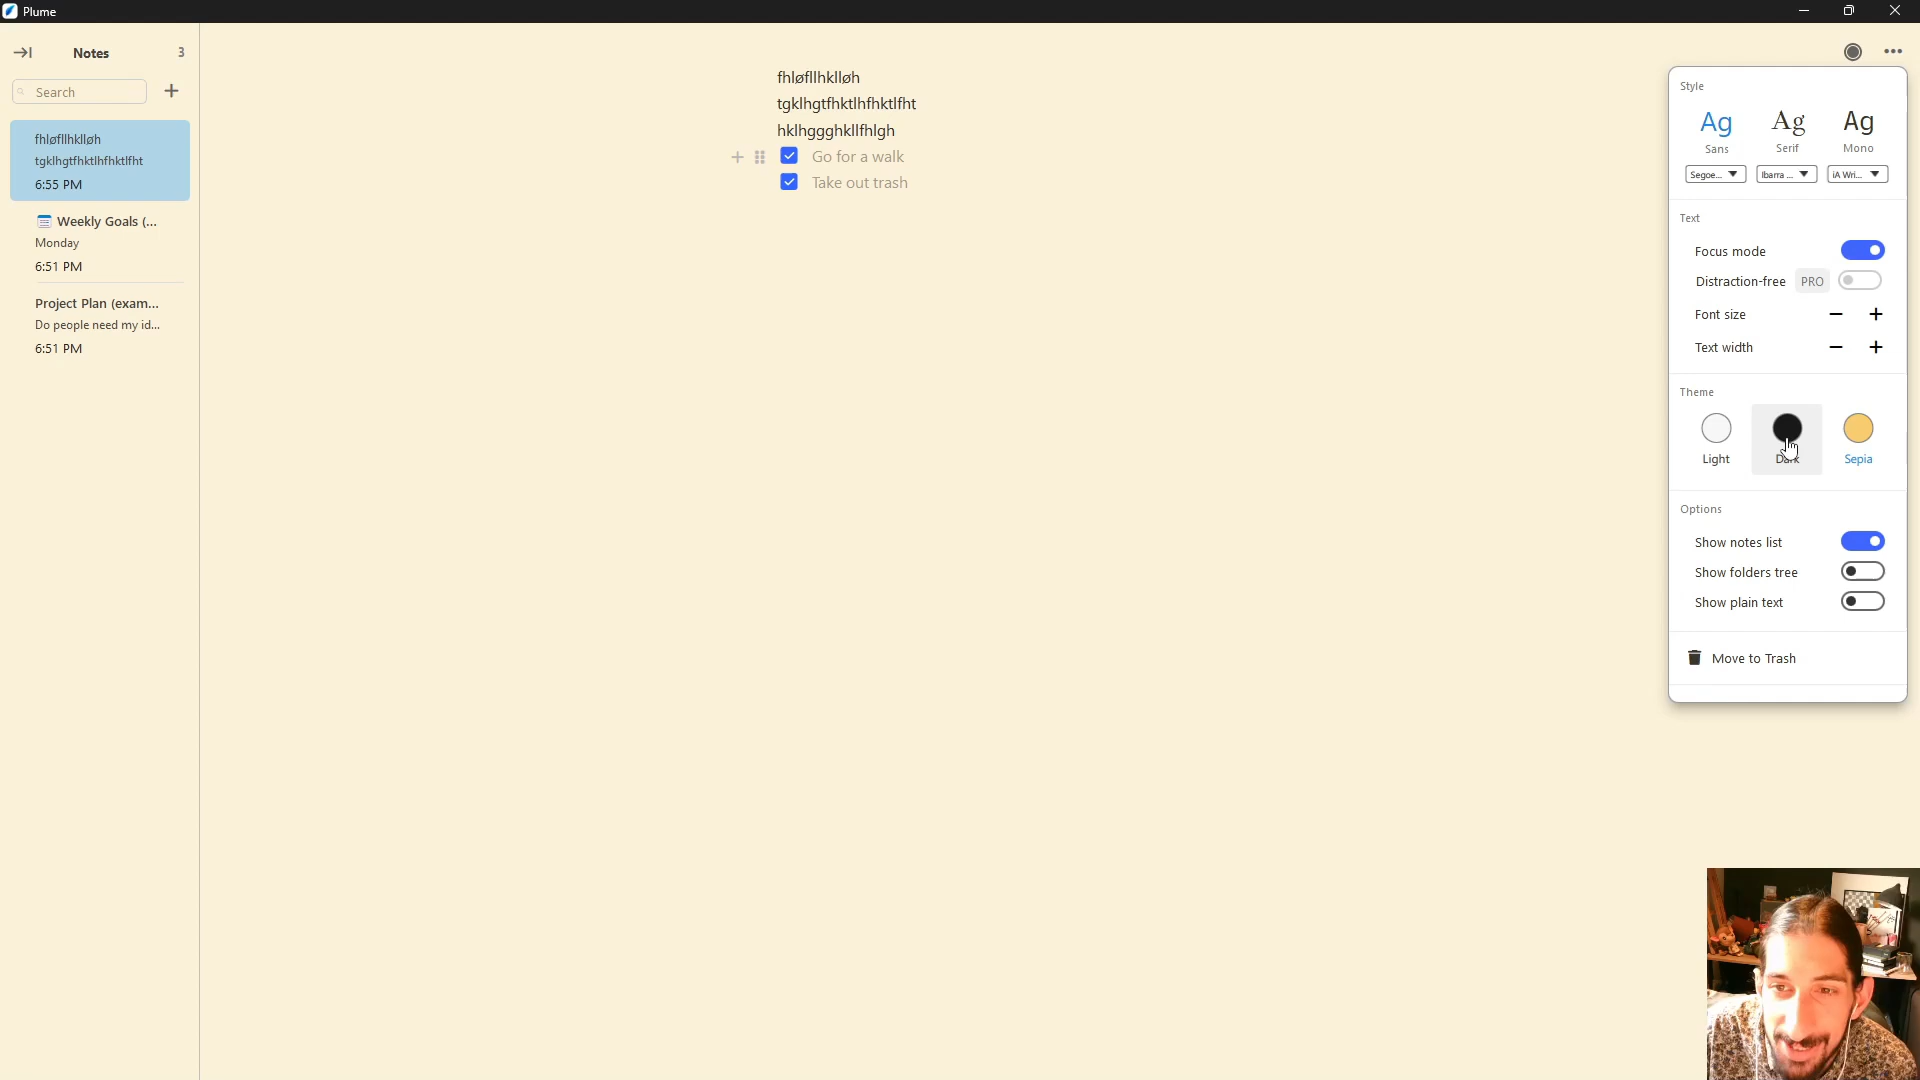 Plume
Notes 3
Search
fhløfllhklløh
tgklhgtfhktlhfhktlfht
6:55 PM
Weekly Goals (...
Monday
6:51 PM
Project Plan (exam...
Do people need my id...
6:51 PM
fhløfllhklløh
tgklhgtfhktlhfhktlfht
hklhggghkllfhlgh
Go for a walk
Take out trash
Style
Ag Ag Ag
Sans Serif Mono
Segoe... Ibarra ... iA Wri...
Text
Focus mode
Distraction-free PRO
Font size
Text width
Theme
Light Dark Sepia
Options
Show notes list
Show folders tree
Show plain text
Move to Trash